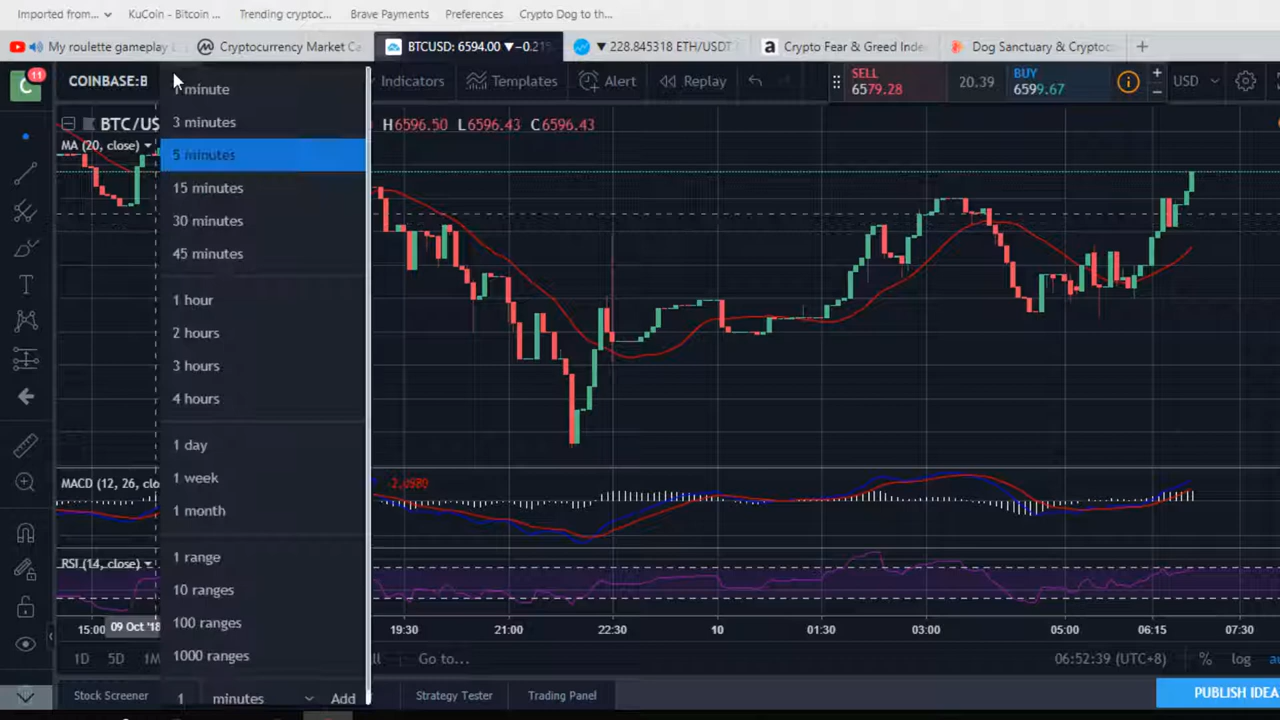 Imported from...
KuCoin - Bitcoin ...
Trending cryptoc...
Brave Payments
Preferences
Crypto Dog to th...
My roulette gameplay
Cryptocurrency Market Ca
BTCUSD: 6594.00 ▼−0.21
▼ 228.845318 ETH/USDT
a Crypto Fear & Greed Inde
Dog Sanctuary & Cryptoc
C 11
COINBASE:B
Indicators
Templates
Alert
Replay
SELL
6579.28
20.39
BUY
6599.67
USD
BTC/US
H6596.50 L6596.43 C6596.43
MA (20, close)
1 minute
3 minutes
5 minutes
15 minutes
30 minutes
45 minutes
1 hour
2 hours
3 hours
4 hours
1 day
1 week
1 month
1 range
10 ranges
100 ranges
1000 ranges
1 minutes Add
MACD (12, 26, clo
RSI (14, close)
15:00
09 Oct '18
19:30
21:00
22:30
10
01:30
03:00
05:00
06:15
07:30
1D 5D 1M
Go to...
06:52:39 (UTC+8)
% log au
Stock Screener
Strategy Tester
Trading Panel
PUBLISH IDEA